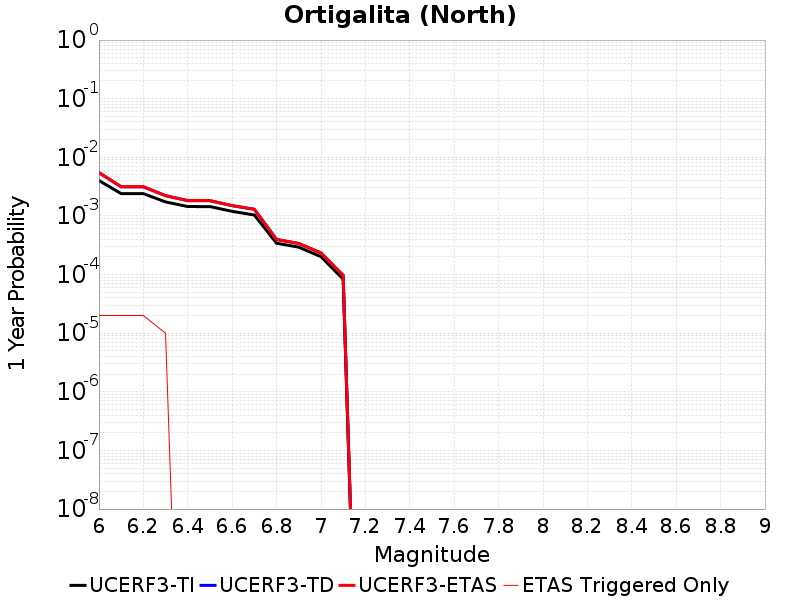 Ortigalita (North)
1 Year Probability
10^0
10^-1
10^-2
10^-3
10^-4
10^-5
10^-6
10^-7
10^-8
6 6.2 6.4 6.6 6.8 7 7.2 7.4 7.6 7.8 8 8.2 8.4 8.6 8.8 9
Magnitude
UCERF3-TI UCERF3-TD UCERF3-ETAS ETAS Triggered Only